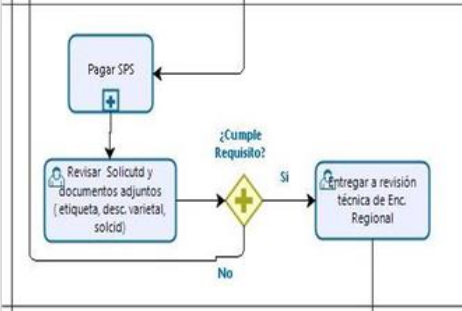 Pagar SPS
¿Cumple
Requisito?
Revisar Solicutd y
documentos adjuntos
( etiqueta, desc. varietal,
solcid)
Si
Entregar a revisión
técnica de Enc.
Regional
No